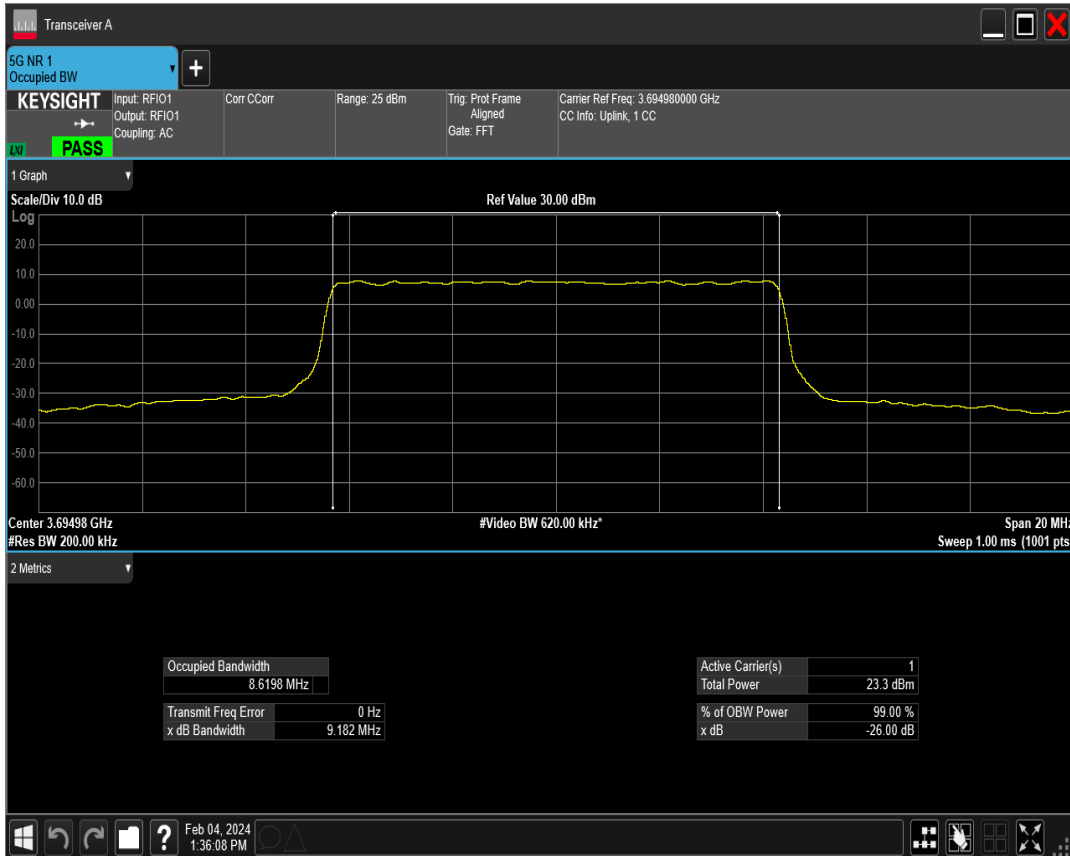 Transceiver A
5G NR 1
Occupied BW
+
KEYSIGHT
LXI
PASS
Input: RFIO1
Output: RFIO1
Coupling: AC
Corr CCorr
Range: 25 dBm
Trig: Prot Frame
Aligned
Gate: FFT
Carrier Ref Freq: 3.694980000 GHz
CC Info: Uplink, 1 CC
1 Graph
Scale/Div 10.0 dB
Ref Value 30.00 dBm
Log
20.0
10.0
0.00
-10.0
-20.0
-30.0
-40.0
-50.0
-60.0
Center 3.69498 GHz
#Video BW 620.00 kHz*
Span 20 MHz
#Res BW 200.00 kHz
Sweep 1.00 ms (1001 pts
2 Metrics
Occupied Bandwidth
8.6198 MHz
Transmit Freq Error 0 Hz
x dB Bandwidth 9.182 MHz
Active Carrier(s) 1
Total Power 23.3 dBm
% of OBW Power 99.00 %
x dB -26.00 dB
?
Feb 04, 2024
1:36:08 PM